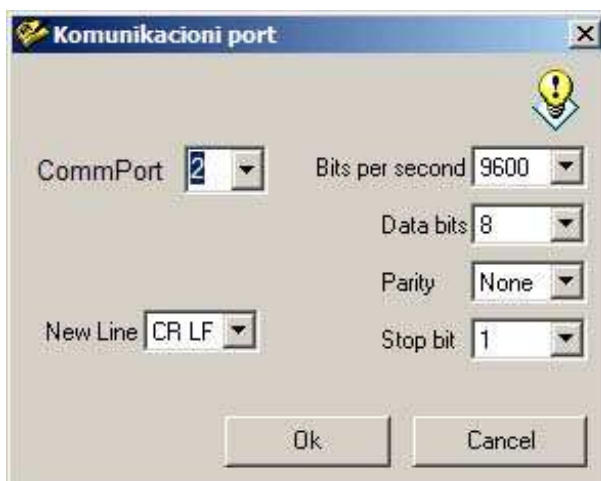 Komunikacioni port
CommPort 2
Bits per second 9600
Data bits 8
Parity None
New Line CR LF
Stop bit 1
Ok
Cancel